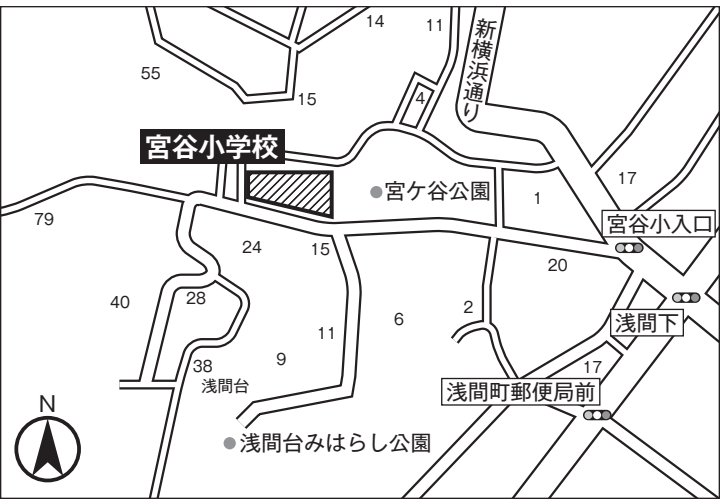 14
11
新横浜通り
55
15
4
宮谷小学校
宮ケ谷公園
1
17
79
宮谷小入口
24
15
20
40
28
11
6
2
浅間下
38
9
浅間台
17
浅間町郵便局前
N
浅間台みはらし公園